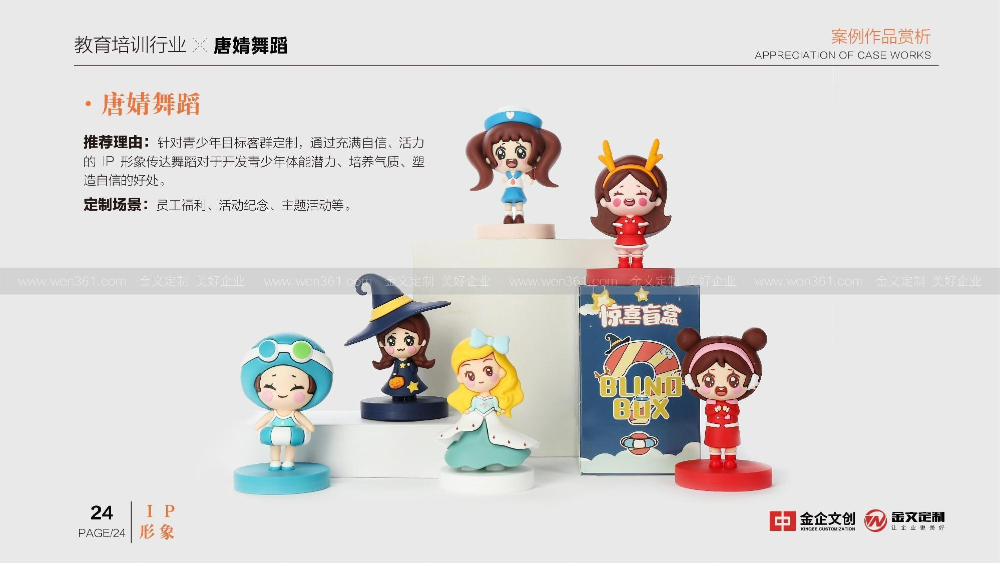 教育培训行业 × 唐婧舞蹈
案例作品赏析
APPRECIATION OF CASE WORKS
· 唐婧舞蹈
推荐理由：针对青少年目标客群定制，通过充满自信、活力
的 IP 形象传达舞蹈对于开发青少年体能潜力、培养气质、塑
造自信的好处。
定制场景：员工福利、活动纪念、主题活动等。
www.wen361.com 金文定制 美好企业 www.wen361.com 金文定制 美好企业 www.wen361.com 金文定制 美好企业 www.wen361.com 金文定制 美好企业
惊喜盲盒
BLIND
BOX
24
PAGE/24
IP
形象
金企文创
KINQEE CUSTOMIZATION
金文定制
让企业更美好